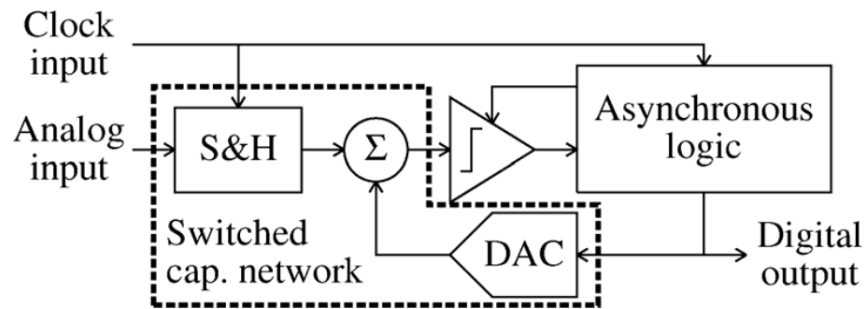 Clock
input
Analog
input
S&H
Σ
Asynchronous
logic
Switched
cap. network
DAC
Digital
output